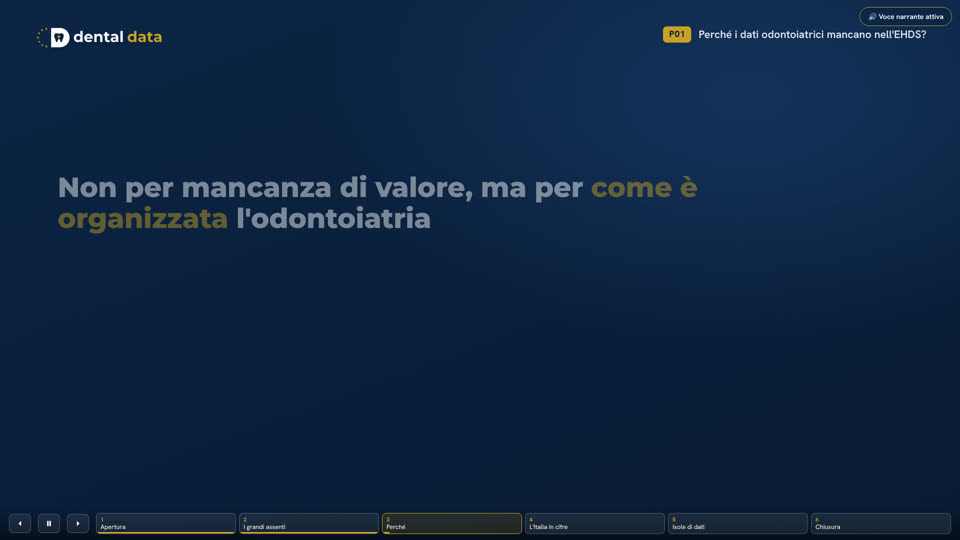 🔊 Voce narrante attiva
dental data
P01 Perché i dati odontoiatrici mancano nell'EHDS?
Non per mancanza di valore, ma per come è
organizzata l'odontoiatria
1
Apertura
2
I grandi assenti
3
Perché
4
L'Italia in cifre
5
Isole di dati
6
Chiusura